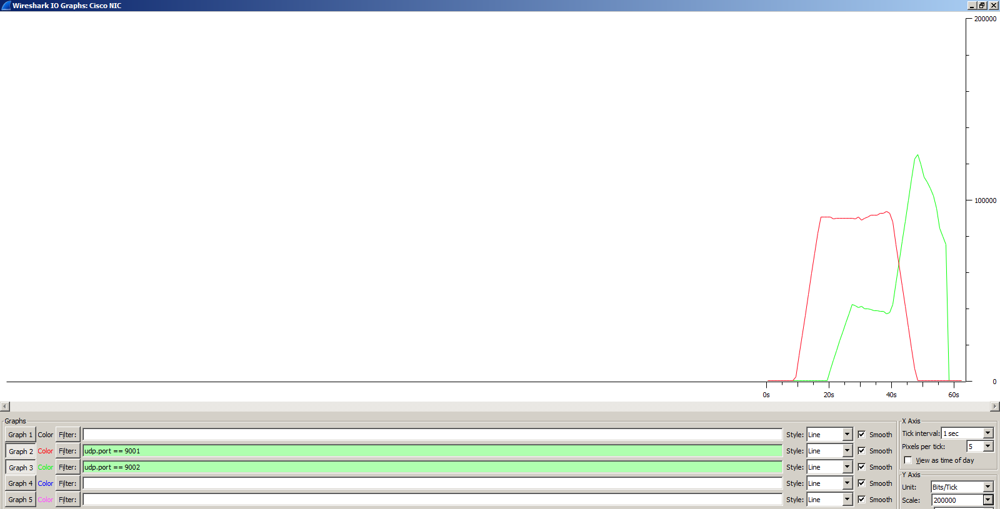 Wireshark IO Graphs: Cisco NIC
200000
100000
0
0s 20s 40s 60s
Graphs
Graph 1 Color Filter: Style: Line Smooth
Graph 2 Color Filter: udp.port == 9001 Style: Line Smooth
Graph 3 Color Filter: udp.port == 9002 Style: Line Smooth
Graph 4 Color Filter: Style: Line Smooth
Graph 5 Color Filter: Style: Line Smooth
X Axis
Tick interval: 1 sec
Pixels per tick: 5
View as time of day
Y Axis
Unit: Bits/Tick
Scale: 200000